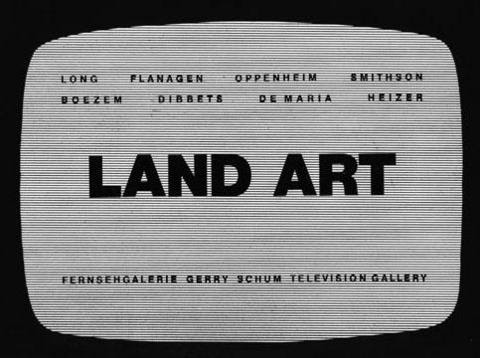 LONG FLANAGEN OPPENHEIM SMITHSON
BOEZEM DIBBETS DE MARIA HEIZER
LAND ART
FERNSEHGALERIE GERRY SCHUM TELEVISION GALLERY